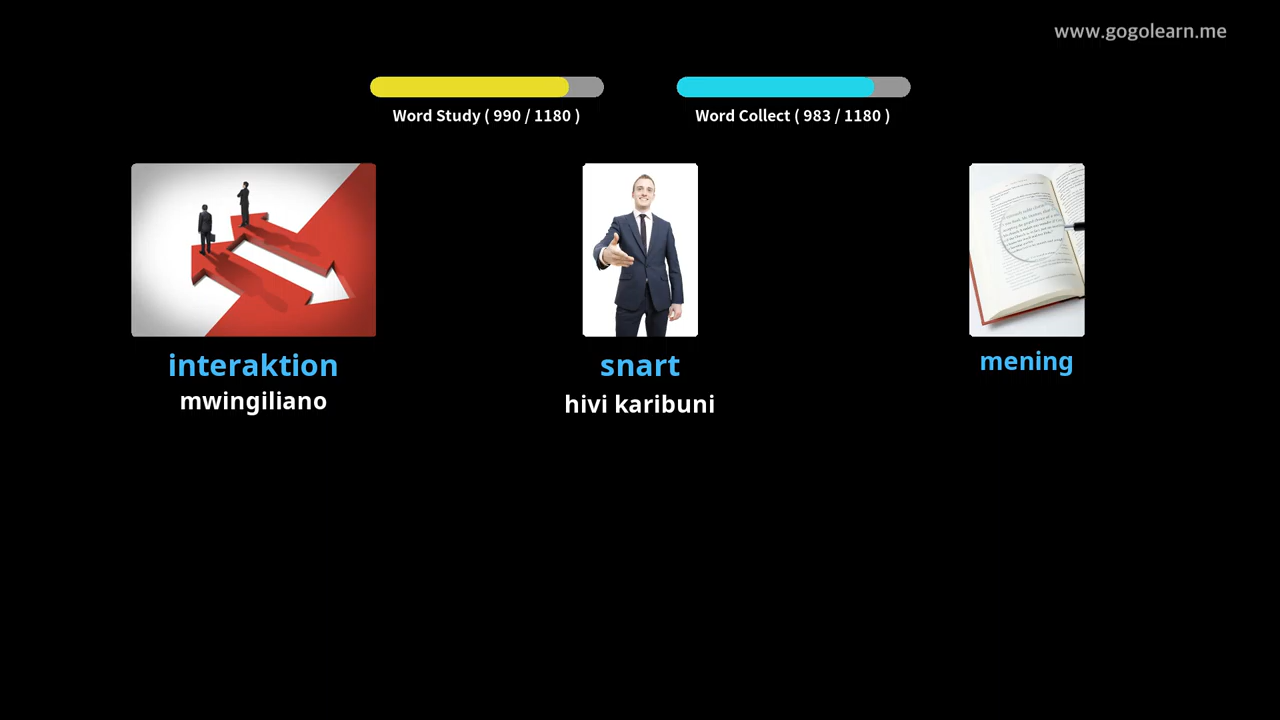 www.gogolearn.me
Word Study ( 990 / 1180 )
Word Collect ( 983 / 1180 )
interaktion
snart
mening
mwingiliano
hivi karibuni